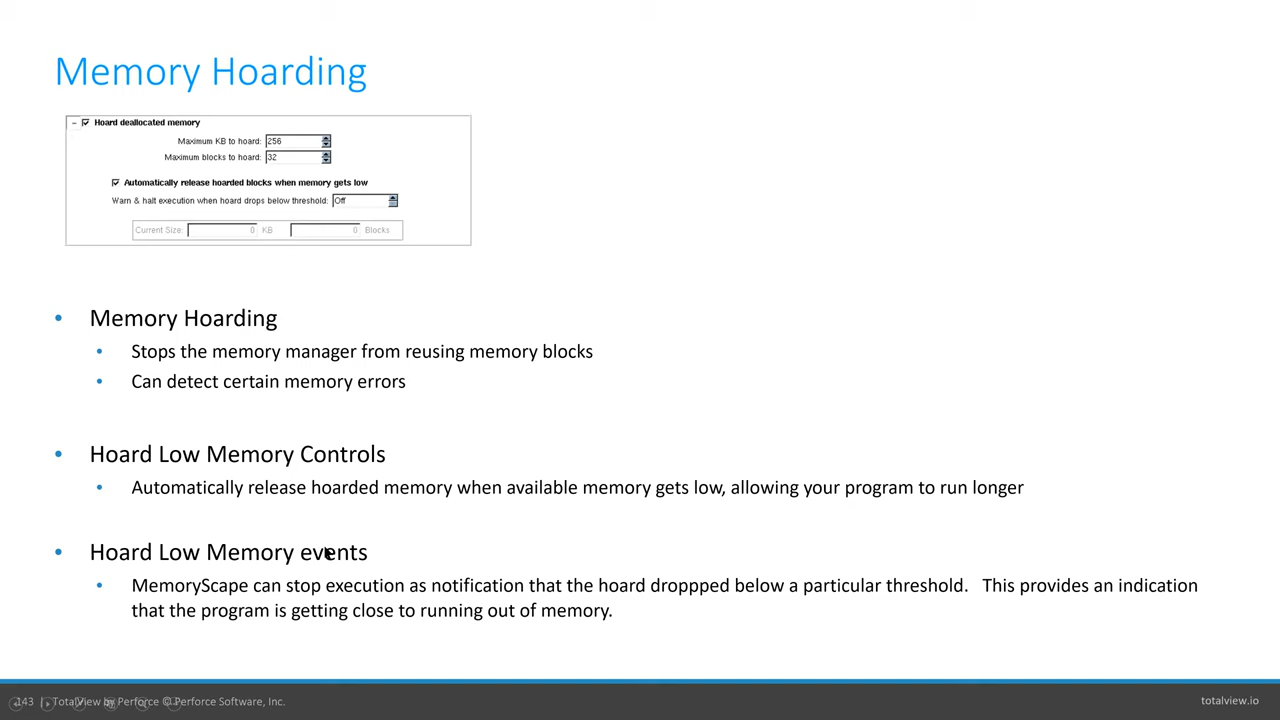 Memory Hoarding
Hoard deallocated memory
Maximum KB to hoard: 256
Maximum blocks to hoard: 32
Automatically release hoarded blocks when memory gets low
Warn & halt execution when hoard drops below threshold: Off
Current Size: 0 KB 0 Blocks
• Memory Hoarding
• Stops the memory manager from reusing memory blocks
• Can detect certain memory errors
• Hoard Low Memory Controls
• Automatically release hoarded memory when available memory gets low, allowing your program to run longer
• Hoard Low Memory events
• MemoryScape can stop execution as notification that the hoard droppped below a particular threshold. This provides an indication
that the program is getting close to running out of memory.
143 | TotalView by Perforce © Perforce Software, Inc.
totalview.io